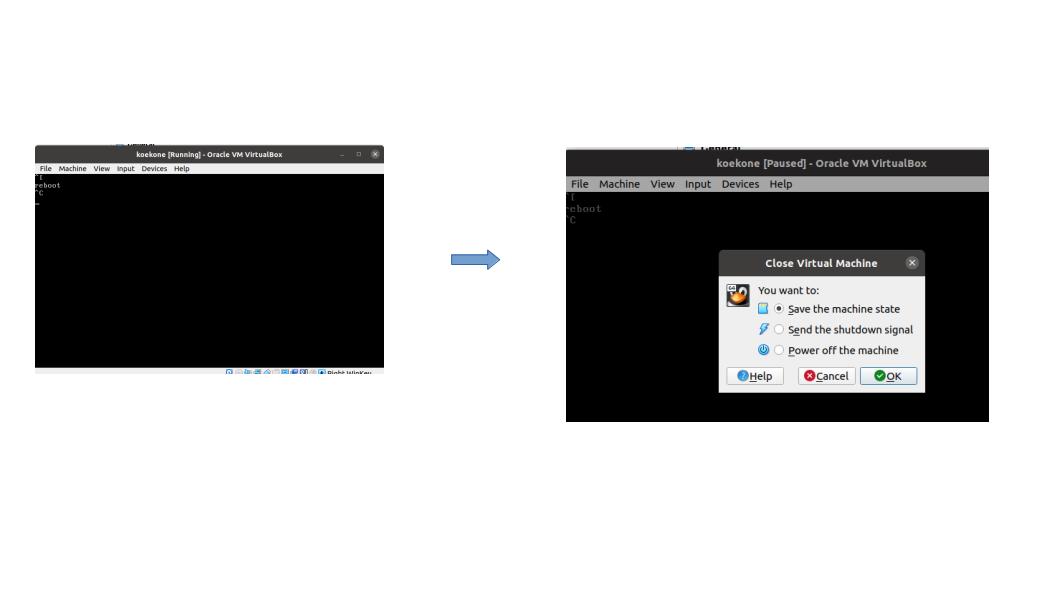 koekone [Running] - Oracle VM VirtualBox
File Machine View Input Devices Help
reboot
^C
Right WinKey
General
koekone [Paused] - Oracle VM VirtualBox
File Machine View Input Devices Help
reboot
^C
Close Virtual Machine
You want to:
Save the machine state
Send the shutdown signal
Power off the machine
Help Cancel OK